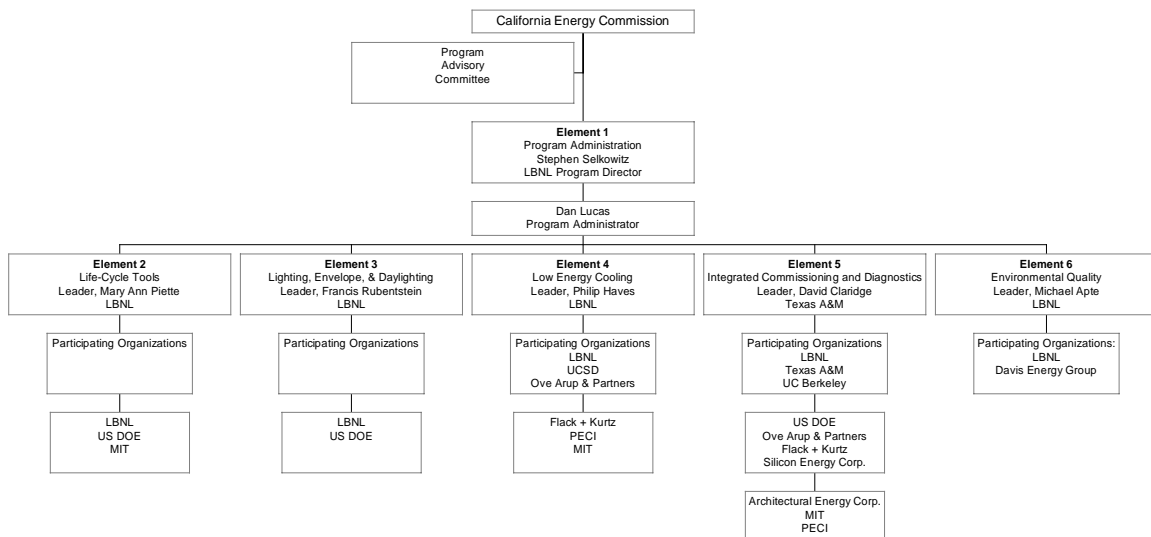 California Energy Commission
Program
Advisory
Committee
Element 1
Program Administration
Stephen Selkowitz
LBNL Program Director
Dan Lucas
Program Administrator
Element 2
Life-Cycle Tools
Leader, Mary Ann Piette
LBNL
Participating Organizations
LBNL
US DOE
MIT
Element 3
Lighting, Envelope, & Daylighting
Leader, Francis Rubentstein
LBNL
Participating Organizations
LBNL
US DOE
Element 4
Low Energy Cooling
Leader, Philip Haves
LBNL
Participating Organizations
LBNL
UCSD
Ove Arup & Partners
Flack + Kurtz
PECI
MIT
Element 5
Integrated Commissioning and Diagnostics
Leader, David Claridge
Texas A&M
Participating Organizations
LBNL
Texas A&M
UC Berkeley
US DOE
Ove Arup & Partners
Flack + Kurtz
Silicon Energy Corp.
Architectural Energy Corp.
MIT
PECI
Element 6
Environmental Quality
Leader, Michael Apte
LBNL
Participating Organizations:
LBNL
Davis Energy Group